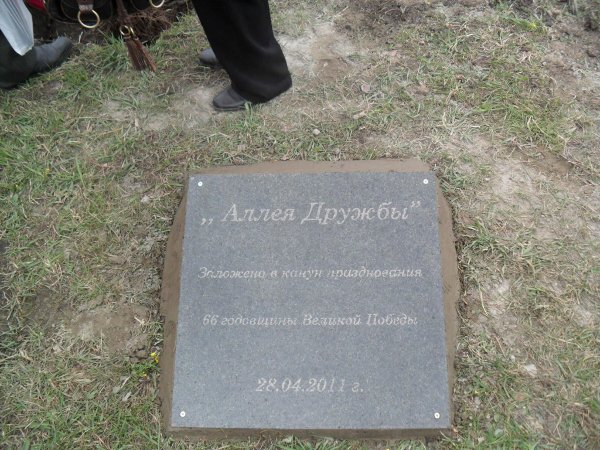 „Аллея Дружбы”
Заложено в канун празднования
66 годовщины Великой Победы
28.04.2011 г.